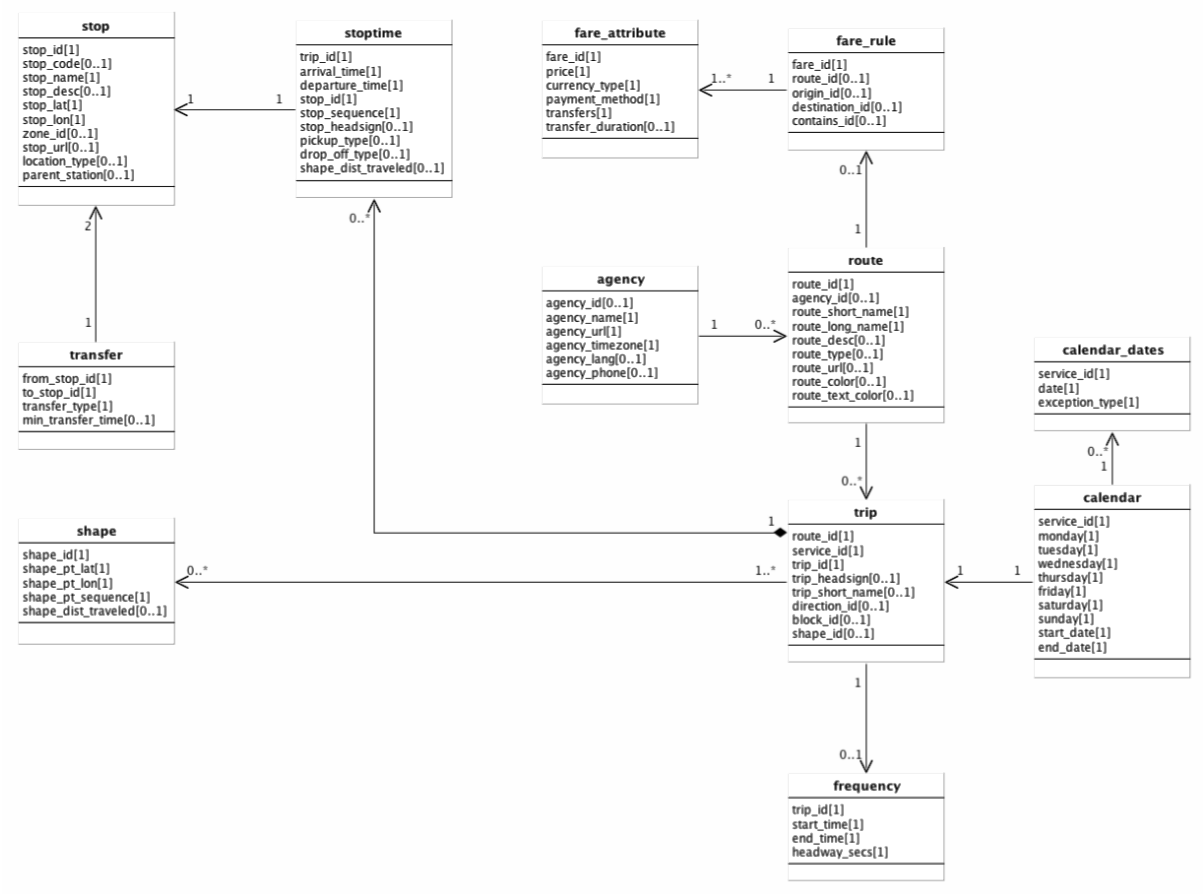 stop
stop_id[1]
stop_code[0..1]
stop_name[1]
stop_desc[0..1]
stop_lat[1]
stop_lon[1]
zone_id[0..1]
stop_url[0..1]
location_type[0..1]
parent_station[0..1]
1
1
stoptime
trip_id[1]
arrival_time[1]
departure_time[1]
stop_id[1]
stop_sequence[1]
stop_headsign[0..1]
pickup_type[0..1]
drop_off_type[0..1]
shape_dist_traveled[0..1]
fare_attribute
fare_id[1]
price[1]
currency_type[1]
payment_method[1]
transfers[1]
transfer_duration[0..1]
1..*
1
fare_rule
fare_id[1]
route_id[0..1]
origin_id[0..1]
destination_id[0..1]
contains_id[0..1]
0..1
1
2
1
0..*
transfer
from_stop_id[1]
to_stop_id[1]
transfer_type[1]
min_transfer_time[0..1]
agency
agency_id[0..1]
agency_name[1]
agency_url[1]
agency_timezone[1]
agency_lang[0..1]
agency_phone[0..1]
1
0..*
route
route_id[1]
agency_id[0..1]
route_short_name[1]
route_long_name[1]
route_desc[0..1]
route_type[0..1]
route_url[0..1]
route_color[0..1]
route_text_color[0..1]
1
0..*
calendar_dates
service_id[1]
date[1]
exception_type[1]
0..*
1
shape
shape_id[1]
shape_pt_lat[1]
shape_pt_lon[1]
shape_pt_sequence[1]
shape_dist_traveled[0..1]
0..*
1..*
1
trip
route_id[1]
service_id[1]
trip_id[1]
trip_headsign[0..1]
trip_short_name[0..1]
direction_id[0..1]
block_id[0..1]
shape_id[0..1]
1
1
calendar
service_id[1]
monday[1]
tuesday[1]
wednesday[1]
thursday[1]
friday[1]
saturday[1]
sunday[1]
start_date[1]
end_date[1]
1
0..1
frequency
trip_id[1]
start_time[1]
end_time[1]
headway_secs[1]